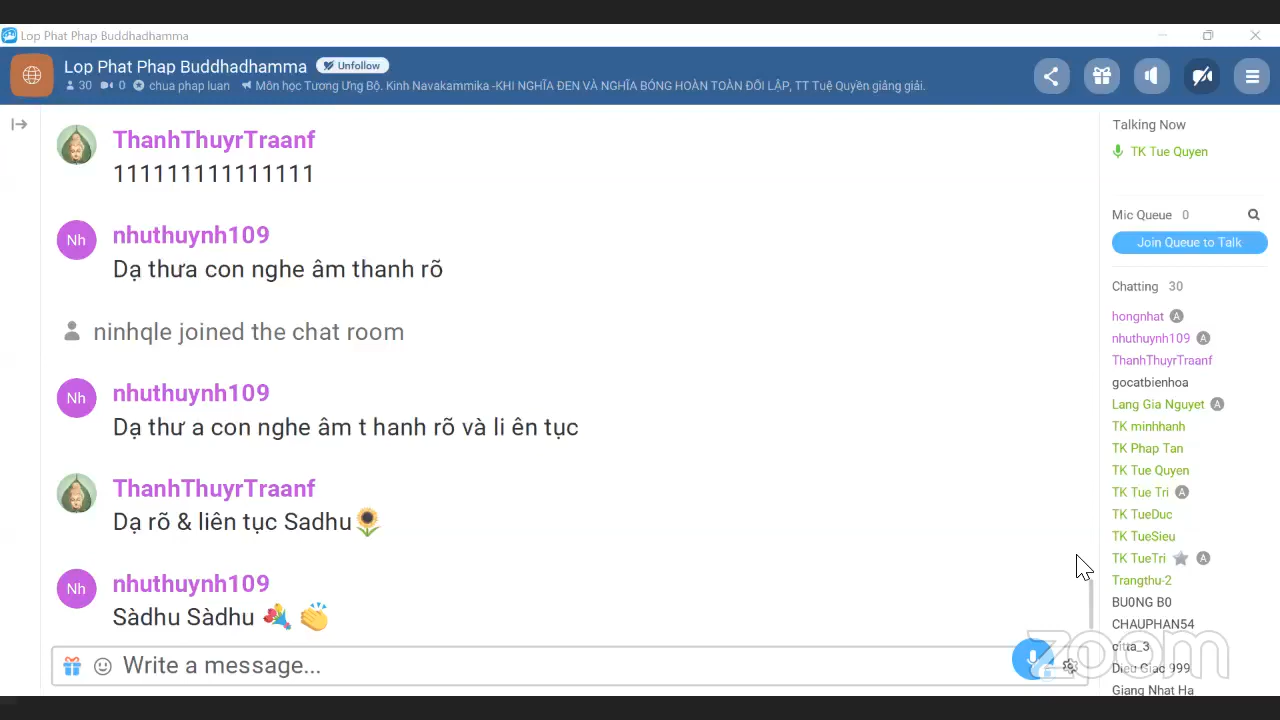 Lop Phat Phap Buddhadhamma
Lop Phat Phap Buddhadhamma Unfollow
30 0 chua phap luan Môn học Tương Ưng Bộ. Kinh Navakammika -KHI NGHĨA ĐEN VÀ NGHĨA BÓNG HOÀN TOÀN ĐỐI LẬP, TT Tuệ Quyền giảng giải.
ThanhThuyrTraanf
111111111111111
nhuthuynh109
Nh
Dạ thưa con nghe âm thanh rõ
ninhqle joined the chat room
nhuthuynh109
Nh
Dạ thư a con nghe âm t hanh rõ và li ên tục
ThanhThuyrTraanf
Dạ rõ & liên tục Sadhu🌻
nhuthuynh109
Nh
Sàdhu Sàdhu 💐 👏
Write a message...
Talking Now
TK Tue Quyen
Mic Queue 0
Join Queue to Talk
Chatting 30
hongnhat A
nhuthuynh109 A
ThanhThuyrTraanf
gocatbienhoa
Lang Gia Nguyet A
TK minhhanh
TK Phap Tan
TK Tue Quyen
TK Tue Tri A
TK TueDuc
TK TueSieu
TK TueTri A
Trangthu-2
BU0NG B0
CHAUPHAN54
citta_3
Dieu Giac 999
Giang Nhat Ha
zoom